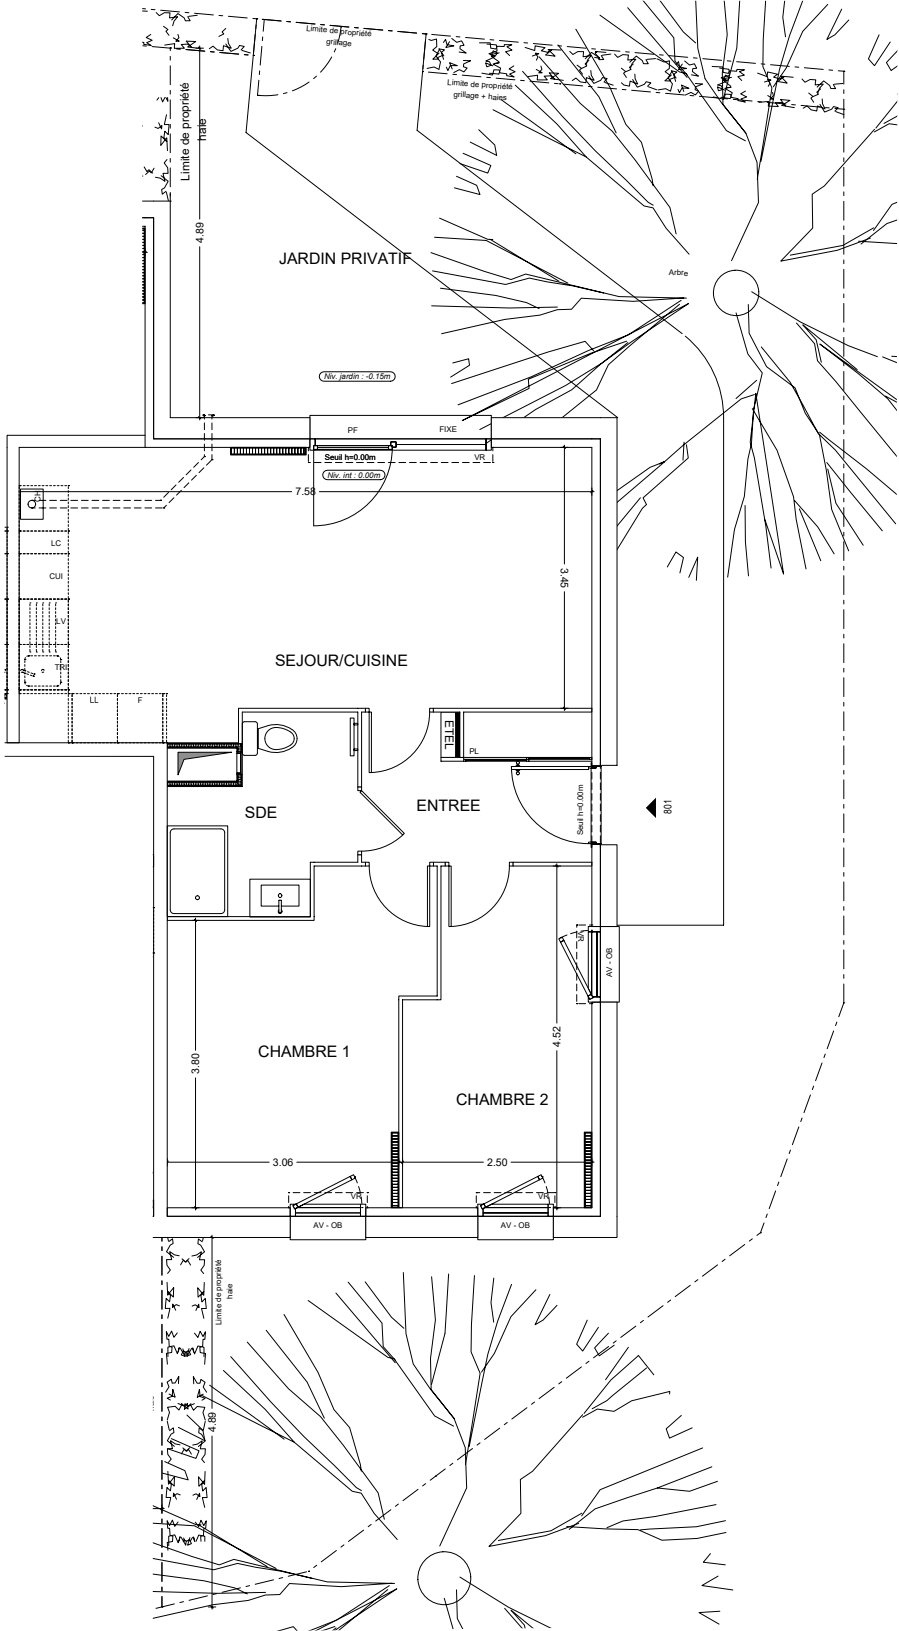 Limite de propriété
grillage
Limite de propriété
grillage + haies
Limite de propriété
haie
4.89
JARDIN PRIVATIF
Arbre
Niv. jardin : -0.15m
PF
FIXE
Seuil h=0.00m
VR
Niv. int : 0.00m
7.58
CH
LC
CUI
LV
TRI
LL
F
3.45
SEJOUR/CUISINE
ETEL
PL
SDE
ENTREE
Seuil h=0.00m
801
VR
AV - OB
3.80
4.52
CHAMBRE 1
CHAMBRE 2
3.06
2.50
VR
VR
AV - OB
AV - OB
Limite de propriété
haie
4.89